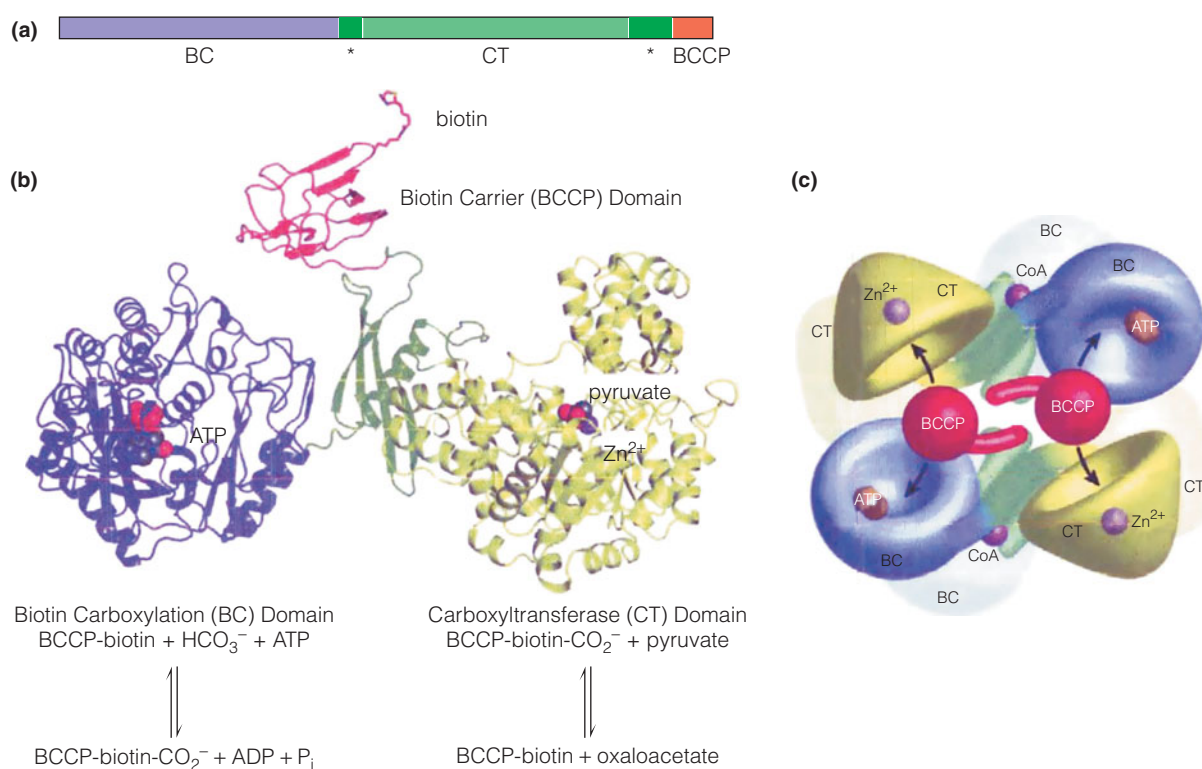 (a)
BC * CT * BCCP
biotin
(b)
Biotin Carrier (BCCP) Domain
ATP
pyruvate
Zn²⁺
Biotin Carboxylation (BC) Domain
BCCP-biotin + HCO₃⁻ + ATP
BCCP-biotin-CO₂⁻ + ADP + Pᵢ
Carboxyltransferase (CT) Domain
BCCP-biotin-CO₂⁻ + pyruvate
BCCP-biotin + oxaloacetate
(c)
BC
CoA
BC
Zn²⁺
CT
ATP
CT
BCCP
BCCP
ATP
CT
Zn²⁺
CT
BC
CoA
BC